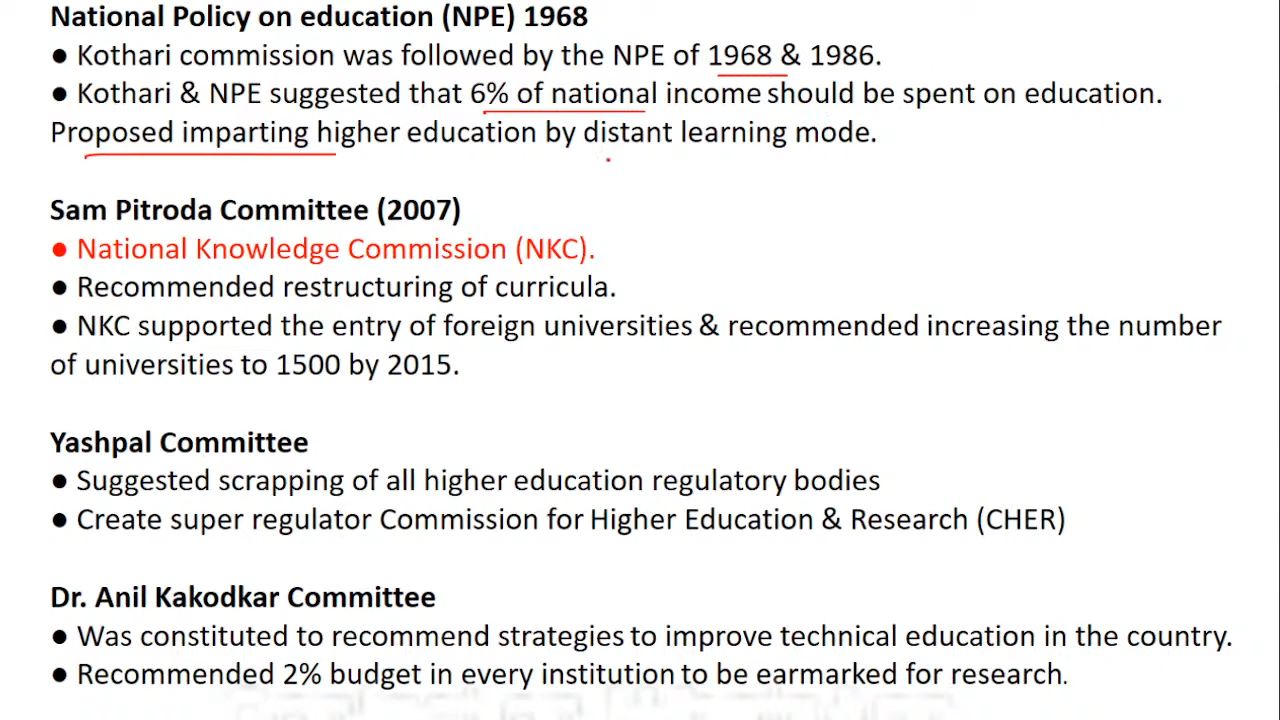 National Policy on education (NPE) 1968
● Kothari commission was followed by the NPE of 1968 & 1986.
● Kothari & NPE suggested that 6% of national income should be spent on education.
Proposed imparting higher education by distant learning mode.
Sam Pitroda Committee (2007)
● National Knowledge Commission (NKC).
● Recommended restructuring of curricula.
● NKC supported the entry of foreign universities & recommended increasing the number
of universities to 1500 by 2015.
Yashpal Committee
● Suggested scrapping of all higher education regulatory bodies
● Create super regulator Commission for Higher Education & Research (CHER)
Dr. Anil Kakodkar Committee
● Was constituted to recommend strategies to improve technical education in the country.
● Recommended 2% budget in every institution to be earmarked for research.